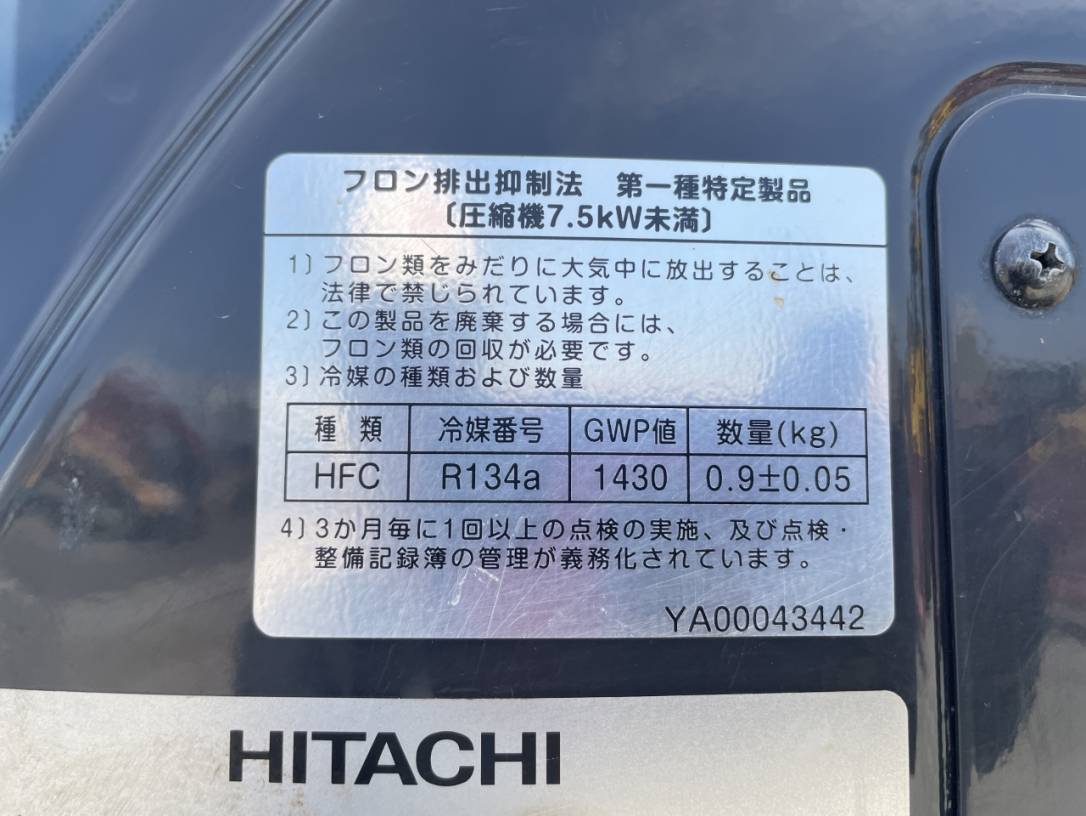 フロン排出抑制法　第一種特定製品
〔圧縮機7.5kW未満〕
1）フロン類をみだりに大気中に放出することは、
法律で禁じられています。
2）この製品を廃棄する場合には、
フロン類の回収が必要です。
3）冷媒の種類および数量
種 類 冷媒番号 GWP値 数量(kg)
HFC R134a 1430 0.9±0.05
4）3か月毎に1回以上の点検の実施、及び点検・
整備記録簿の管理が義務化されています。
YA00043442
HITACHI